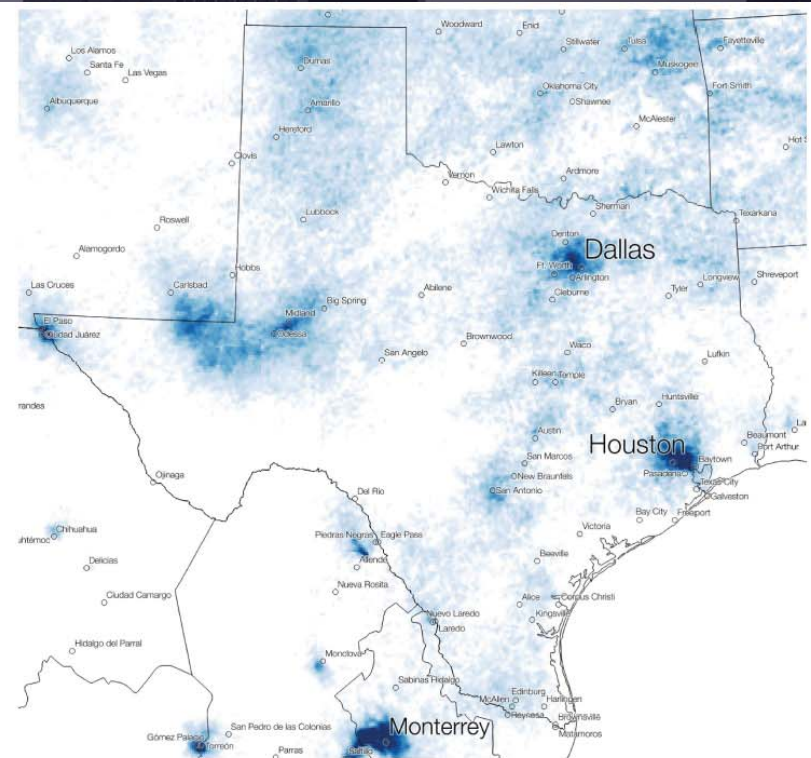 Woodward
Enid
Los Alamos
Stillwater
Tulsa
Fayetteville
Santa Fe
Las Vegas
Dumas
Muskogee
Albuquerque
Amarillo
Oklahoma City
Shawnee
Fort Smith
Hereford
McAlester
Clovis
Lawton
Hot S
Vernon
Ardmore
Wichita Falls
Roswell
Lubbock
Sherman
Texarkana
Alamogordo
Denton
Dallas
Hobbs
Ft. Worth
Arlington
Las Cruces
Carlsbad
Abilene
Cleburne
Tyler
Longview
Shreveport
Big Spring
Midland
El Paso
Ciudad Juárez
Odessa
Brownwood
San Angelo
Waco
Lufkin
Killeen
Temple
Bryan
Huntsville
randes
Austin
Houston
Beaumont
La
San Marcos
Baytown
Port Arthur
Ojinaga
New Braunfels
Pasadena
Texas City
Del Rio
San Antonio
Galveston
Bay City
Freeport
Chihuahua
uhtémoc
Piedras Negras
Eagle Pass
Victoria
Delicias
Allende
Beeville
Nueva Rosita
Ciudad Camargo
Alice
Corpus Christi
Nuevo Laredo
Kingsville
Laredo
Hidalgo del Parral
Monclova
Sabinas Hidalgo
Edinburg
McAllen
Harlingen
Reynosa
Brownsville
San Pedro de las Colonias
Monterrey
Matamoros
Gómez Palacio
Torreón
Parras
Saltillo